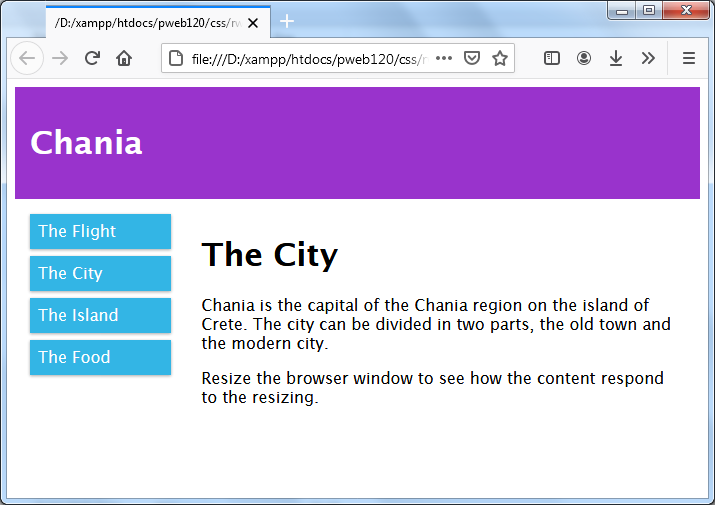 /D:/xampp/htdocs/pweb120/css/rw
file:///D:/xampp/htdocs/pweb120/css/r
Chania
The Flight
The City
The Island
The Food
The City
Chania is the capital of the Chania region on the island of
Crete. The city can be divided in two parts, the old town and
the modern city.
Resize the browser window to see how the content respond
to the resizing.